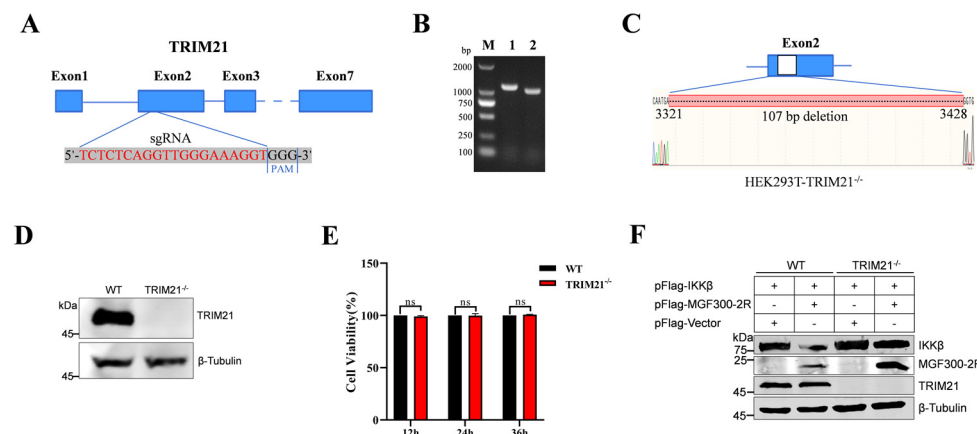 A
TRIM21
Exon1 Exon2 Exon3 Exon7
sgRNA
5'-TCTCTCAGGTTGGGAAAGGTGGG-3'
PAM
B
M 1 2
bp
2000
1000
750
500
250
100
C
Exon2
CAATGA GGTG
3321 107 bp deletion 3428
HEK293T-TRIM21-/-
D
WT TRIM21-/-
kDa
TRIM21
45
β-Tubulin
45
E
WT
TRIM21-/-
Cell Viability(%)
150
100
50
0
ns ns ns
12h 24h 36h
F
WT TRIM21-/-
pFlag-IKKβ + + + +
pFlag-MGF300-2R - + - +
pFlag-Vector + - + -
kDa
75 IKKβ
25 MGF300-2R
45 TRIM21
45 β-Tubulin